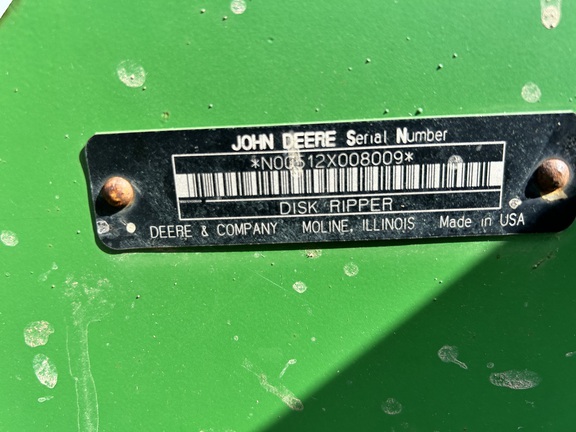 JOHN DEERE Serial Number
*N00512X008009*
DISK RIPPER
DEERE & COMPANY MOLINE, ILLINOIS Made in USA